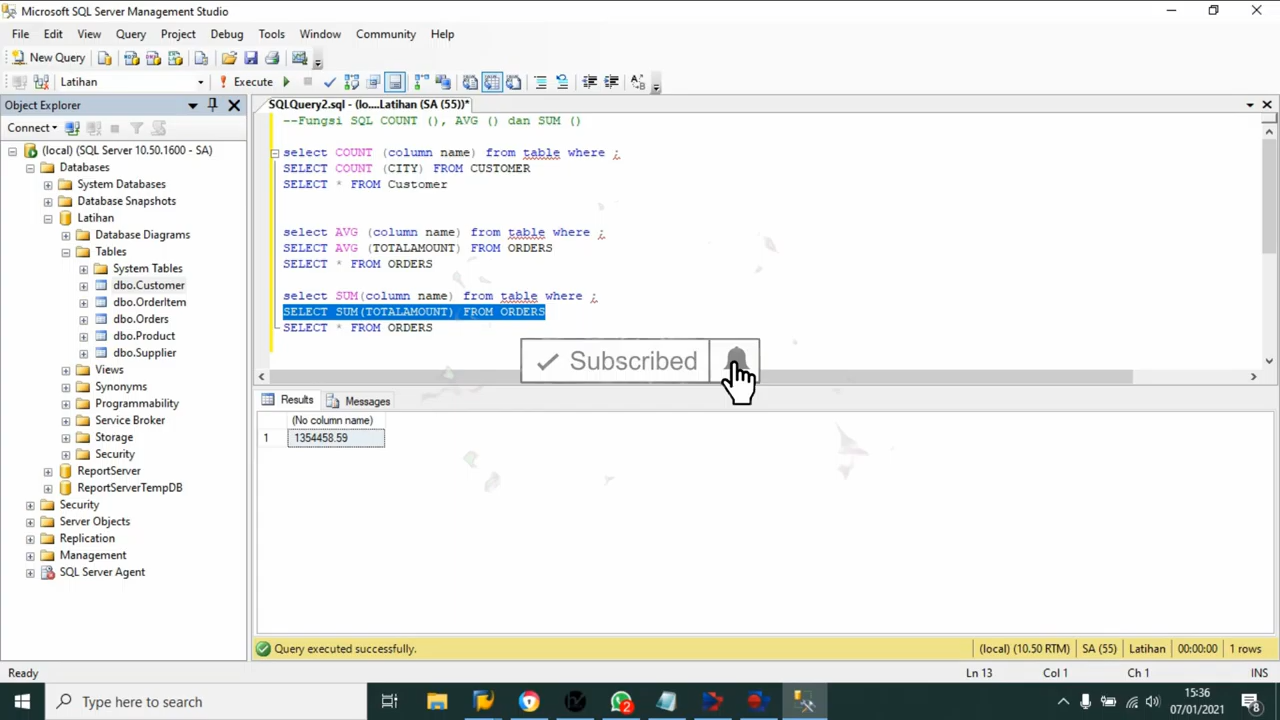 Microsoft SQL Server Management Studio
File Edit View Query Project Debug Tools Window Community Help
New Query
Latihan Execute
Object Explorer
SQLQuery2.sql - (lo....Latihan (SA (55))*
Connect
(local) (SQL Server 10.50.1600 - SA)
Databases
System Databases
Database Snapshots
Latihan
Database Diagrams
Tables
System Tables
dbo.Customer
dbo.OrderItem
dbo.Orders
dbo.Product
dbo.Supplier
Views
Synonyms
Programmability
Service Broker
Storage
Security
ReportServer
ReportServerTempDB
Security
Server Objects
Replication
Management
SQL Server Agent
--Fungsi SQL COUNT (), AVG () dan SUM ()
select COUNT (column name) from table where ;
SELECT COUNT (CITY) FROM CUSTOMER
SELECT * FROM Customer
select AVG (column name) from table where ;
SELECT AVG (TOTALAMOUNT) FROM ORDERS
SELECT * FROM ORDERS
select SUM(column name) from table where ;
SELECT SUM(TOTALAMOUNT) FROM ORDERS
SELECT * FROM ORDERS
Subscribed
Results Messages
(No column name)
1 1354458.59
Query executed successfully. (local) (10.50 RTM) SA (55) Latihan 00:00:00 1 rows
Ready Ln 13 Col 1 Ch 1 INS
Type here to search
2
15:36
07/01/2021
8